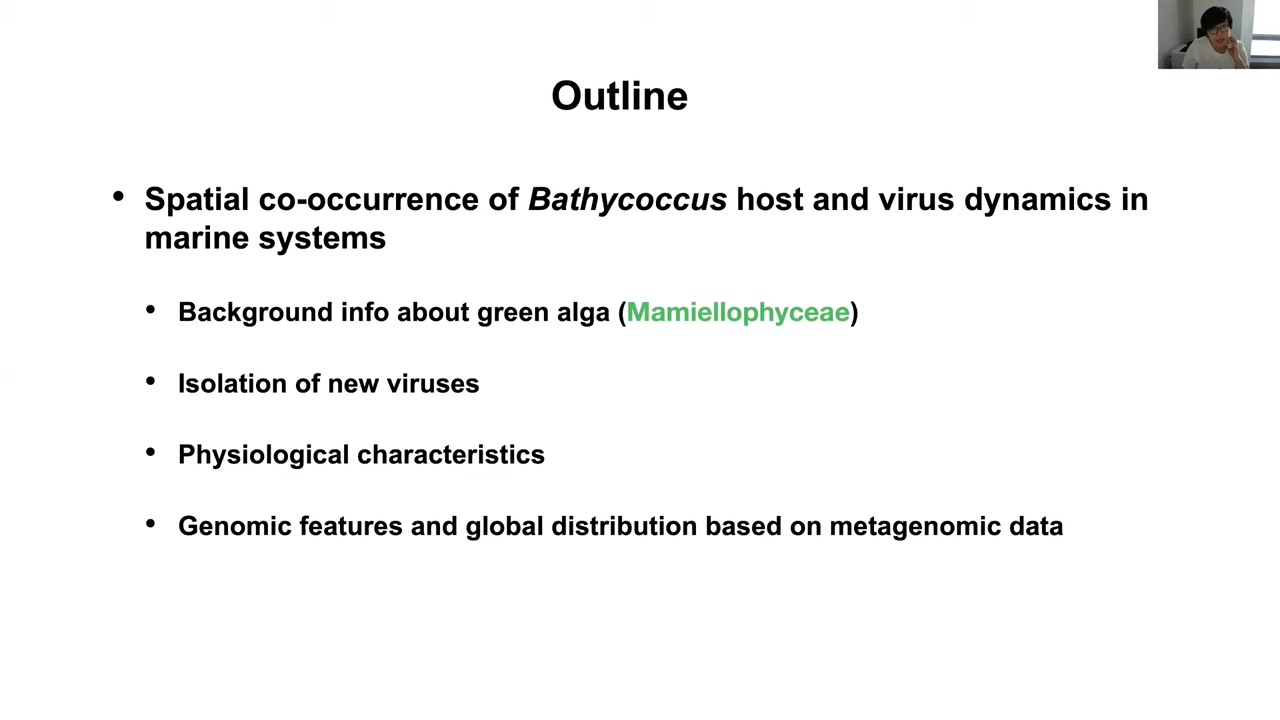 Outline
• Spatial co-occurrence of Bathycoccus host and virus dynamics in
marine systems
• Background info about green alga (Mamiellophyceae)
• Isolation of new viruses
• Physiological characteristics
• Genomic features and global distribution based on metagenomic data